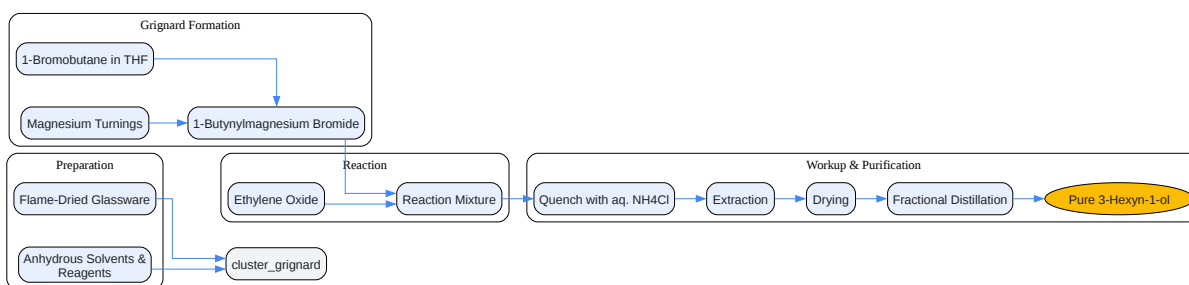 Grignard Formation
1-Bromobutane in THF
Magnesium Turnings
1-Butynylmagnesium Bromide
Preparation
Flame-Dried Glassware
Anhydrous Solvents &
Reagents
cluster_grignard
Reaction
Ethylene Oxide
Reaction Mixture
Workup & Purification
Quench with aq. NH4Cl
Extraction
Drying
Fractional Distillation
Pure 3-Hexyn-1-ol